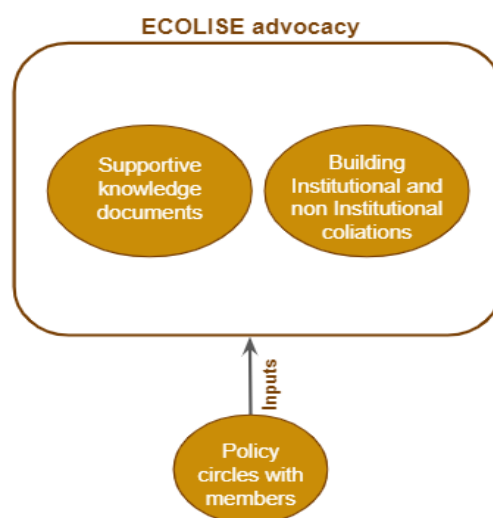 ECOLISE advocacy
Supportive
knowledge
documents
Building
Institutional and
non Institutional
coliations
Inputs
Policy
circles with
members